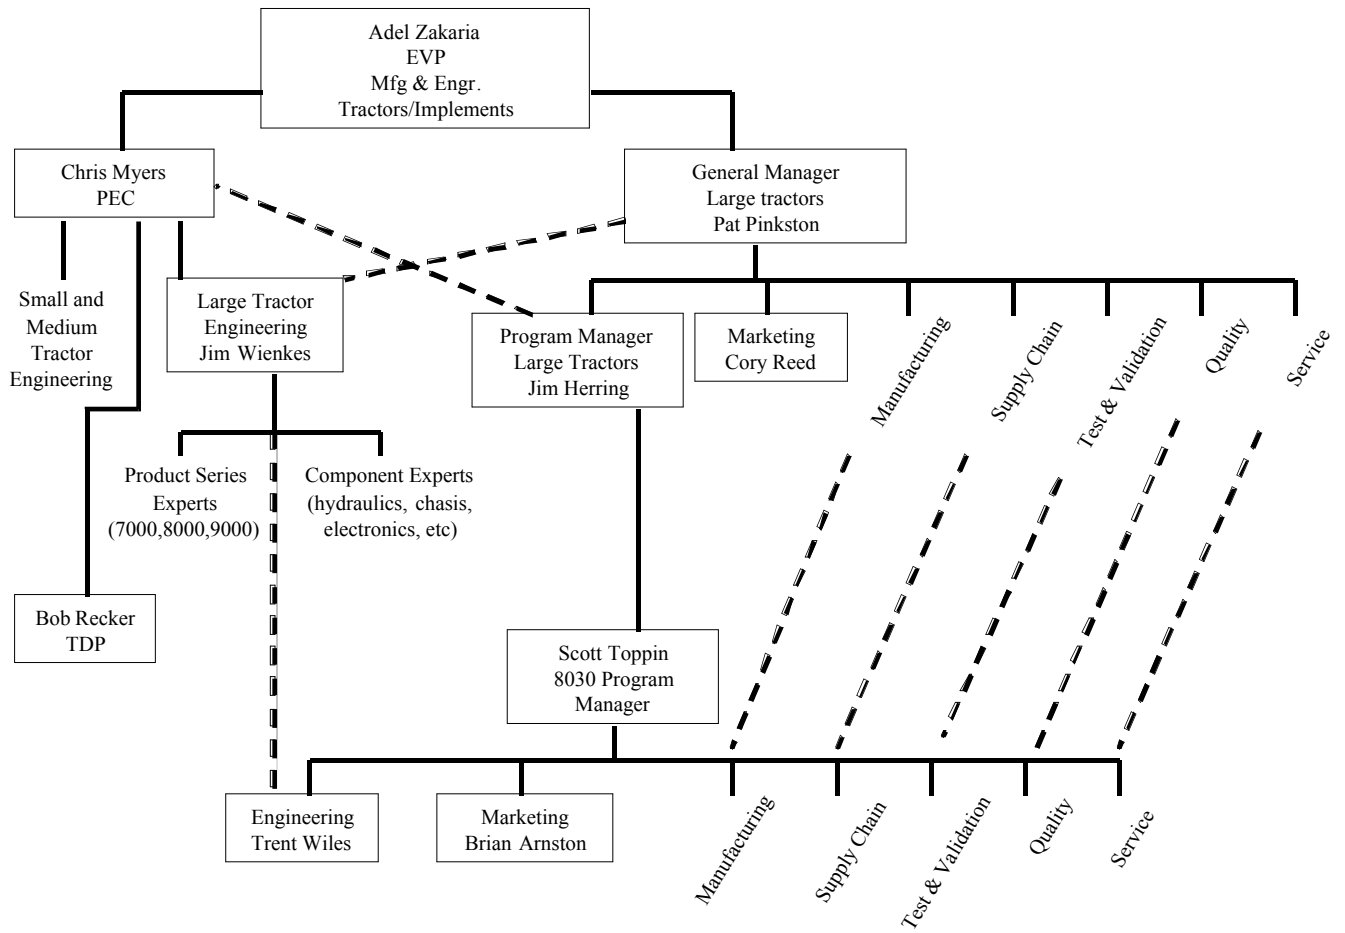 Adel Zakaria
EVP
Mfg & Engr.
Tractors/Implements
Chris Myers
PEC
General Manager
Large tractors
Pat Pinkston
Small and
Medium
Tractor
Engineering
Large Tractor
Engineering
Jim Wienkes
Program Manager
Large Tractors
Jim Herring
Marketing
Cory Reed
Manufacturing
Supply Chain
Test & Validation
Quality
Service
Product Series
Experts
(7000,8000,9000)
Component Experts
(hydraulics, chasis,
electronics, etc)
Bob Recker
TDP
Scott Toppin
8030 Program
Manager
Engineering
Trent Wiles
Marketing
Brian Arnston
Manufacturing
Supply Chain
Test & Validation
Quality
Service